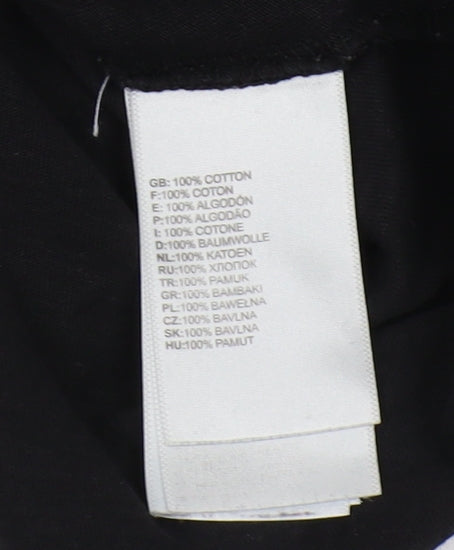 GB: 100% COTTON
F:100% COTON
E: 100% ALGODÓN
P:100% ALGODÃO
I: 100% COTONE
D:100% BAUMWOLLE
NL:100% KATOEN
RU:100% ХЛОПОК
TR:100% PAMUK
GR:100% BAMBAKI
PL:100% BAWEŁNA
CZ:100% BAVLNA
SK:100% BAVLNA
HU:100% PAMUT